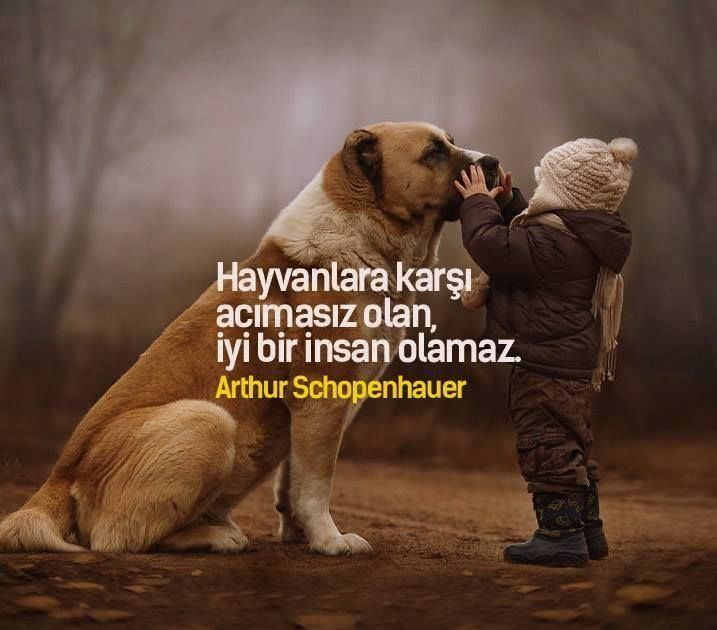 Hayvanlara karşı
acımasız olan,
iyi bir insan olamaz.
Arthur Schopenhauer